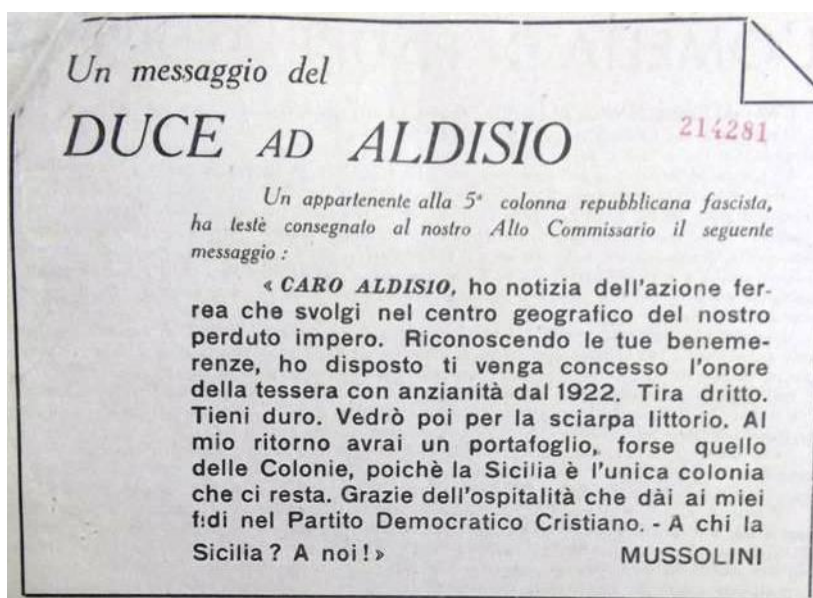 Un messaggio del
DUCE AD ALDISIO
214281
Un appartenente alla 5ª colonna repubblicana fascista,
ha testè consegnato al nostro Alto Commissario il seguente
messaggio :
« CARO ALDISIO, ho notizia dell'azione fer-
rea che svolgi nel centro geografico del nostro
perduto impero. Riconoscendo le tue beneme-
renze, ho disposto ti venga concesso l'onore
della tessera con anzianità dal 1922. Tira dritto.
Tieni duro. Vedrò poi per la sciarpa littorio. Al
mio ritorno avrai un portafoglio, forse quello
delle Colonie, poichè la Sicilia è l'unica colonia
che ci resta. Grazie dell'ospitalità che dài ai miei
fidi nel Partito Democratico Cristiano. - A chi la
Sicilia ? A noi ! » MUSSOLINI